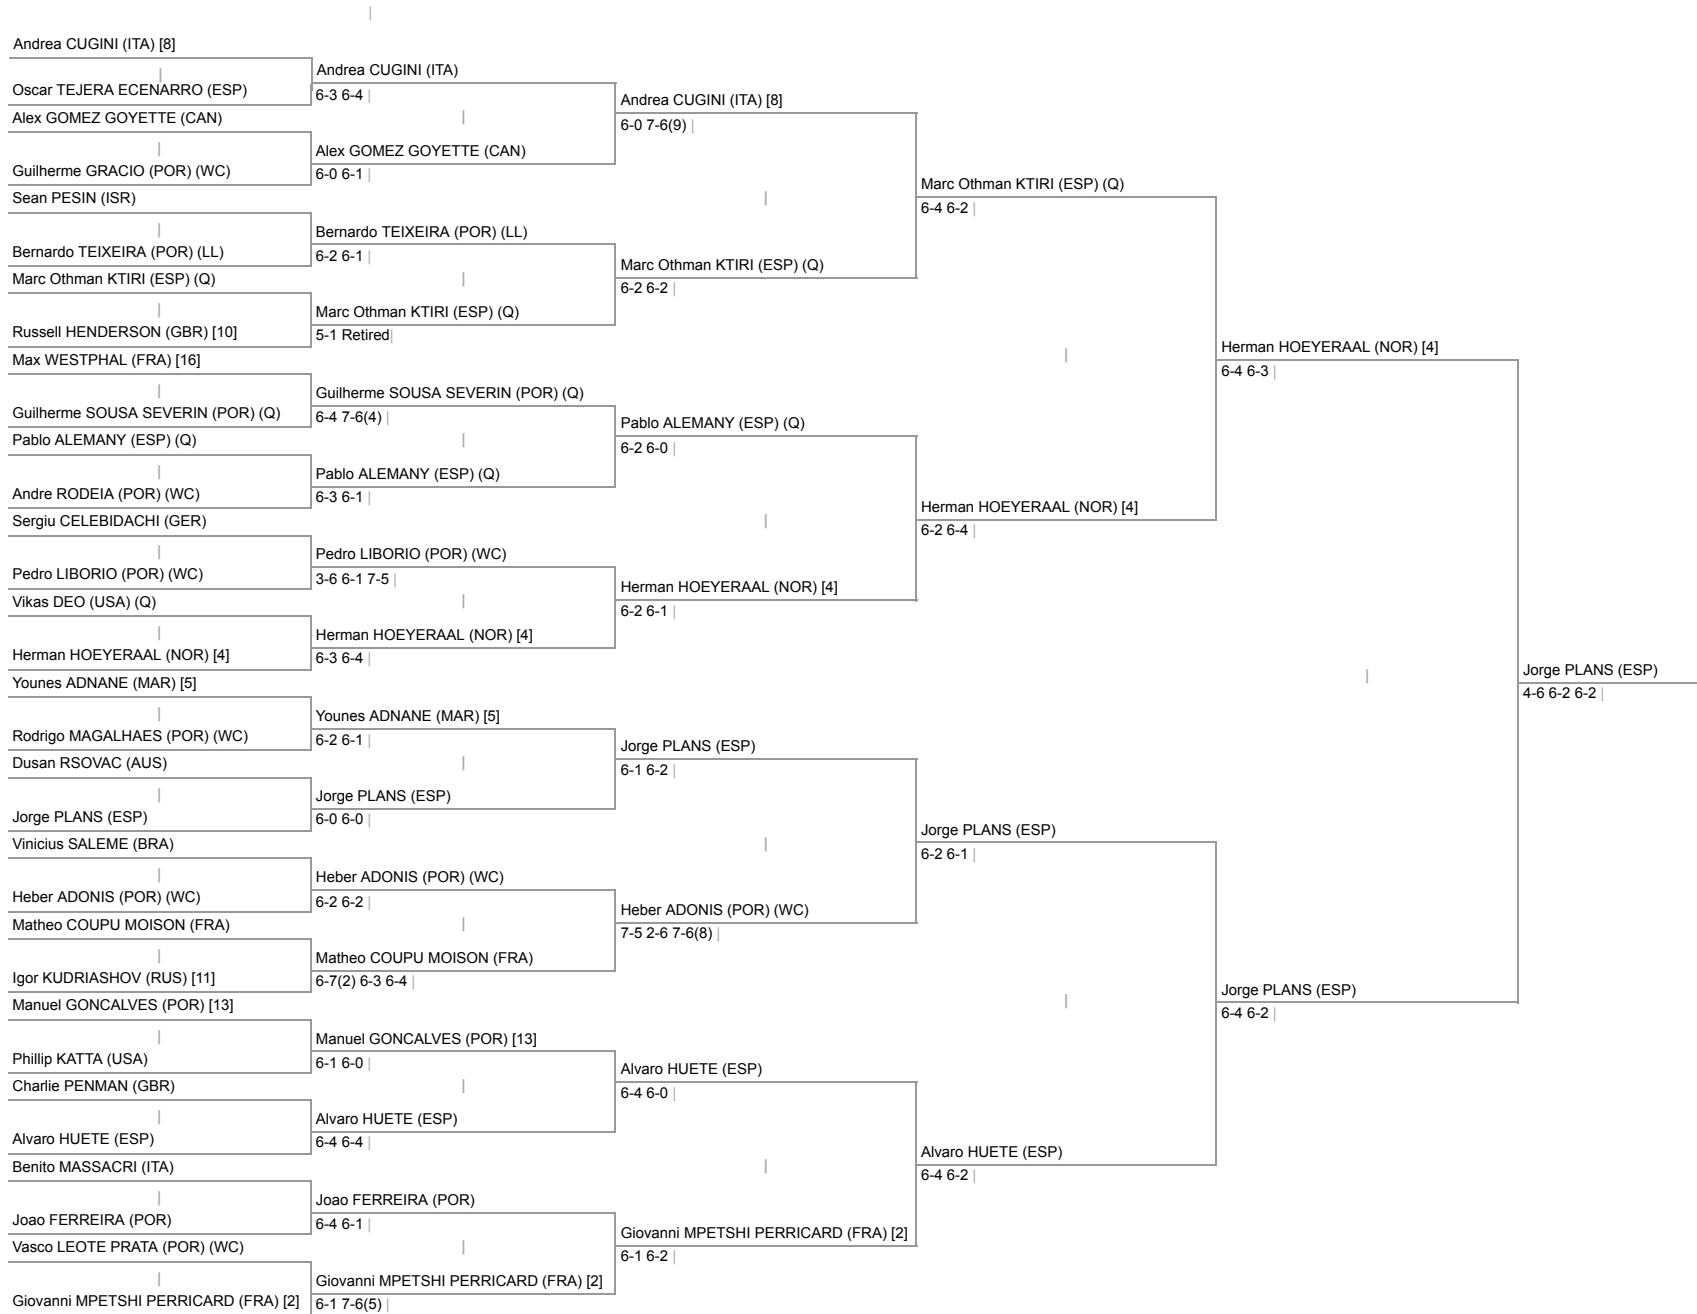 Andrea CUGINI (ITA) [8]
Oscar TEJERA ECENARRO (ESP)
Alex GOMEZ GOYETTE (CAN)
Guilherme GRACIO (POR) (WC)
Sean PESIN (ISR)
Bernardo TEIXEIRA (POR) (LL)
Marc Othman KTIRI (ESP) (Q)
Russell HENDERSON (GBR) [10]
Max WESTPHAL (FRA) [16]
Guilherme SOUSA SEVERIN (POR) (Q)
Pablo ALEMANY (ESP) (Q)
Andre RODEIA (POR) (WC)
Sergiu CELEBIDACHI (GER)
Pedro LIBORIO (POR) (WC)
Vikas DEO (USA) (Q)
Herman HOEYERAAL (NOR) [4]
Younes ADNANE (MAR) [5]
Rodrigo MAGALHAES (POR) (WC)
Dusan RSOVAC (AUS)
Jorge PLANS (ESP)
Vinicius SALEME (BRA)
Heber ADONIS (POR) (WC)
Matheo COUPU MOISON (FRA)
Igor KUDRIASHOV (RUS) [11]
Manuel GONCALVES (POR) [13]
Phillip KATTA (USA)
Charlie PENMAN (GBR)
Alvaro HUETE (ESP)
Benito MASSACRI (ITA)
Joao FERREIRA (POR)
Vasco LEOTE PRATA (POR) (WC)
Giovanni MPETSHI PERRICARD (FRA) [2]
Andrea CUGINI (ITA)
6-3 6-4
Alex GOMEZ GOYETTE (CAN)
6-0 6-1
Bernardo TEIXEIRA (POR) (LL)
6-2 6-1
Marc Othman KTIRI (ESP) (Q)
5-1 Retired
Guilherme SOUSA SEVERIN (POR) (Q)
6-4 7-6(4)
Pablo ALEMANY (ESP) (Q)
6-3 6-1
Pedro LIBORIO (POR) (WC)
3-6 6-1 7-5
Herman HOEYERAAL (NOR) [4]
6-3 6-4
Younes ADNANE (MAR) [5]
6-2 6-1
Jorge PLANS (ESP)
6-0 6-0
Heber ADONIS (POR) (WC)
6-2 6-2
Matheo COUPU MOISON (FRA)
6-7(2) 6-3 6-4
Manuel GONCALVES (POR) [13]
6-1 6-0
Alvaro HUETE (ESP)
6-4 6-4
Joao FERREIRA (POR)
6-4 6-1
Giovanni MPETSHI PERRICARD (FRA) [2]
6-1 7-6(5)
Andrea CUGINI (ITA) [8]
6-0 7-6(9)
Marc Othman KTIRI (ESP) (Q)
6-2 6-2
Pablo ALEMANY (ESP) (Q)
6-2 6-0
Herman HOEYERAAL (NOR) [4]
6-2 6-1
Jorge PLANS (ESP)
6-1 6-2
Heber ADONIS (POR) (WC)
7-5 2-6 7-6(8)
Alvaro HUETE (ESP)
6-4 6-0
Giovanni MPETSHI PERRICARD (FRA) [2]
6-1 6-2
Marc Othman KTIRI (ESP) (Q)
6-4 6-2
Herman HOEYERAAL (NOR) [4]
6-2 6-4
Jorge PLANS (ESP)
6-2 6-1
Alvaro HUETE (ESP)
6-4 6-2
Herman HOEYERAAL (NOR) [4]
6-4 6-3
Jorge PLANS (ESP)
6-4 6-2
Jorge PLANS (ESP)
4-6 6-2 6-2